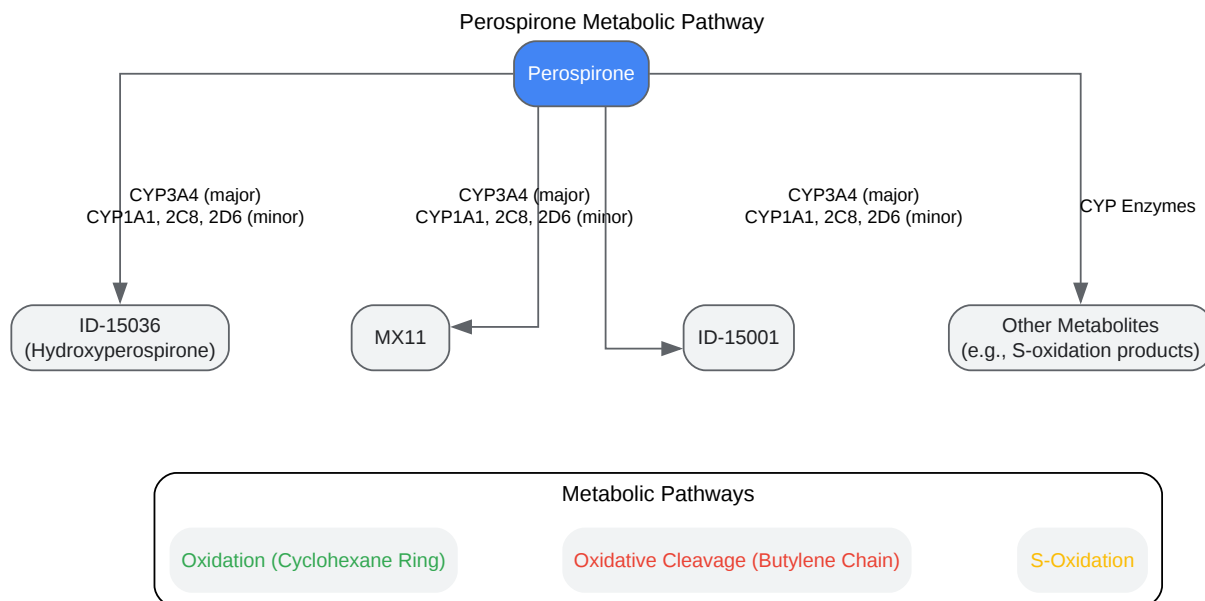 Perospirone Metabolic Pathway
Perospirone
CYP3A4 (major)
CYP1A1, 2C8, 2D6 (minor)
CYP3A4 (major)
CYP1A1, 2C8, 2D6 (minor)
CYP3A4 (major)
CYP1A1, 2C8, 2D6 (minor)
CYP Enzymes
ID-15036
(Hydroxyperospirone)
MX11
ID-15001
Other Metabolites
(e.g., S-oxidation products)
Metabolic Pathways
Oxidation (Cyclohexane Ring)
Oxidative Cleavage (Butylene Chain)
S-Oxidation